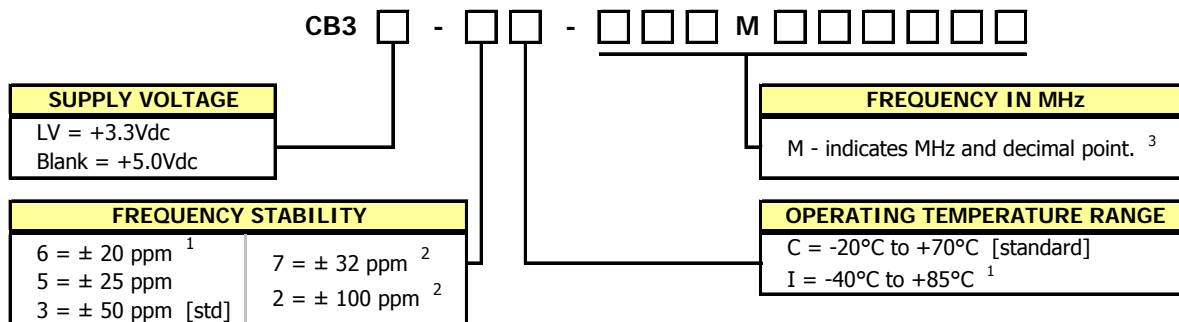 CB3 - - M
SUPPLY VOLTAGE
LV = +3.3Vdc
Blank = +5.0Vdc
FREQUENCY IN MHz
M - indicates MHz and decimal point. 3
FREQUENCY STABILITY
6 = ± 20 ppm 1
5 = ± 25 ppm
3 = ± 50 ppm [std]
7 = ± 32 ppm 2
2 = ± 100 ppm 2
OPERATING TEMPERATURE RANGE
C = -20°C to +70°C [standard]
I = -40°C to +85°C 1